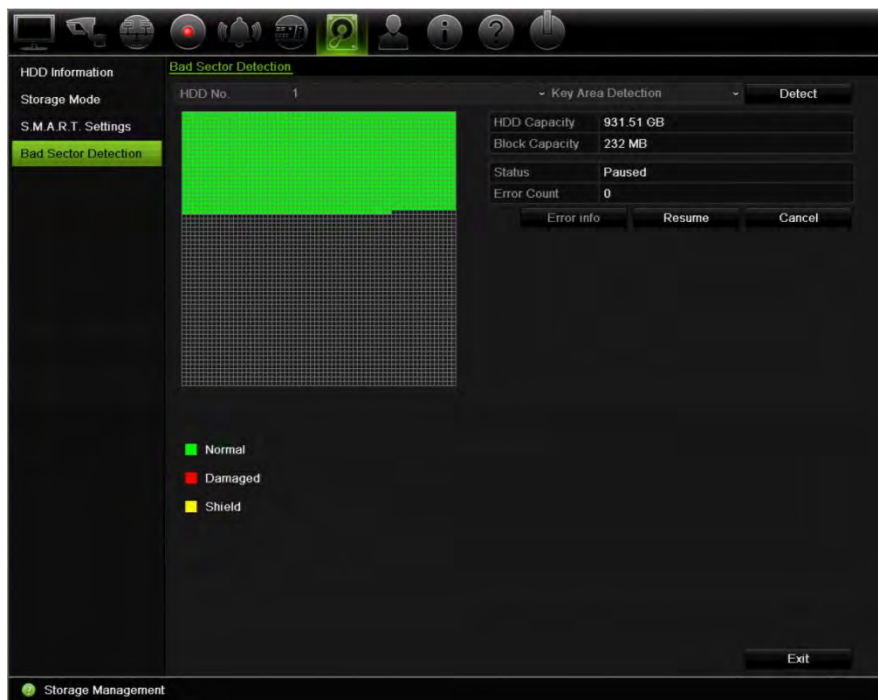 HDD Information
Storage Mode
S.M.A.R.T. Settings
Bad Sector Detection
Bad Sector Detection
HDD No. 1 Key Area Detection Detect
HDD Capacity 931.51 GB
Block Capacity 232 MB
Status Paused
Error Count 0
Error info Resume Cancel
Normal
Damaged
Shield
Exit
Storage Management